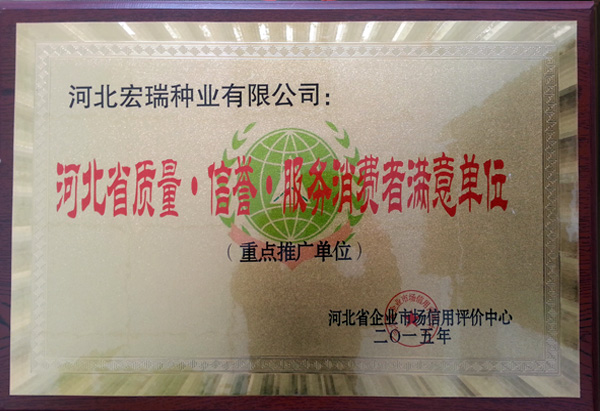 河北宏瑞种业有限公司：
河北省质量·信誉·服务消费者满意单位
（重点推广单位）
河北省企业市场信用评价中心
二〇一五年